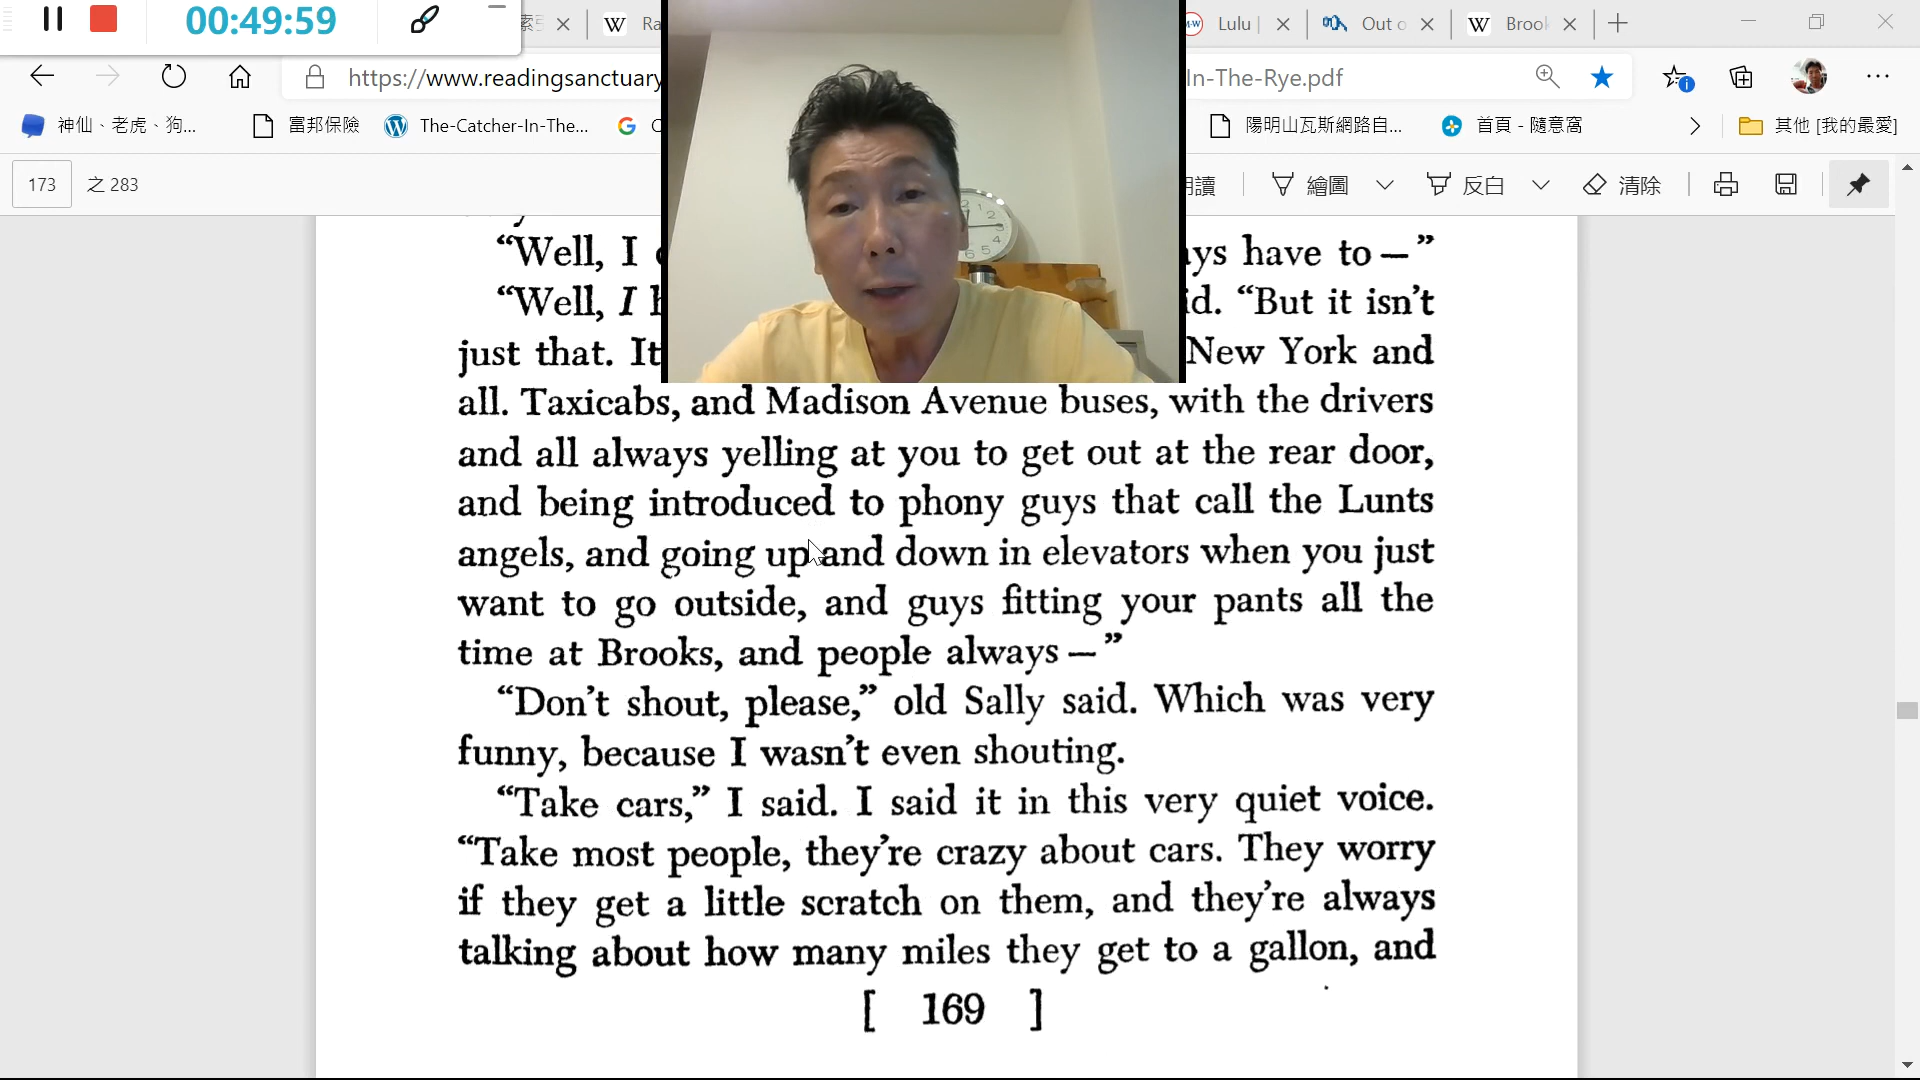 00:49:59
索引
W Ra
Lulu |
Out o
W Brook
https://www.readingsanctuary
In-The-Rye.pdf
神仙、老虎、狗...
富邦保險
The-Catcher-In-The...
陽明山瓦斯網路自...
首頁 - 隨意窩
其他 [我的最愛]
173 之 283
朗讀
繪圖
反白
清除
“Well, I
ys have to —”
“Well, I h
id. “But it isn’t
just that. It
New York and
all. Taxicabs, and Madison Avenue buses, with the drivers
and all always yelling at you to get out at the rear door,
and being introduced to phony guys that call the Lunts
angels, and going up and down in elevators when you just
want to go outside, and guys fitting your pants all the
time at Brooks, and people always —”
“Don’t shout, please,” old Sally said. Which was very
funny, because I wasn’t even shouting.
“Take cars,” I said. I said it in this very quiet voice.
“Take most people, they’re crazy about cars. They worry
if they get a little scratch on them, and they’re always
talking about how many miles they get to a gallon, and
[ 169 ]